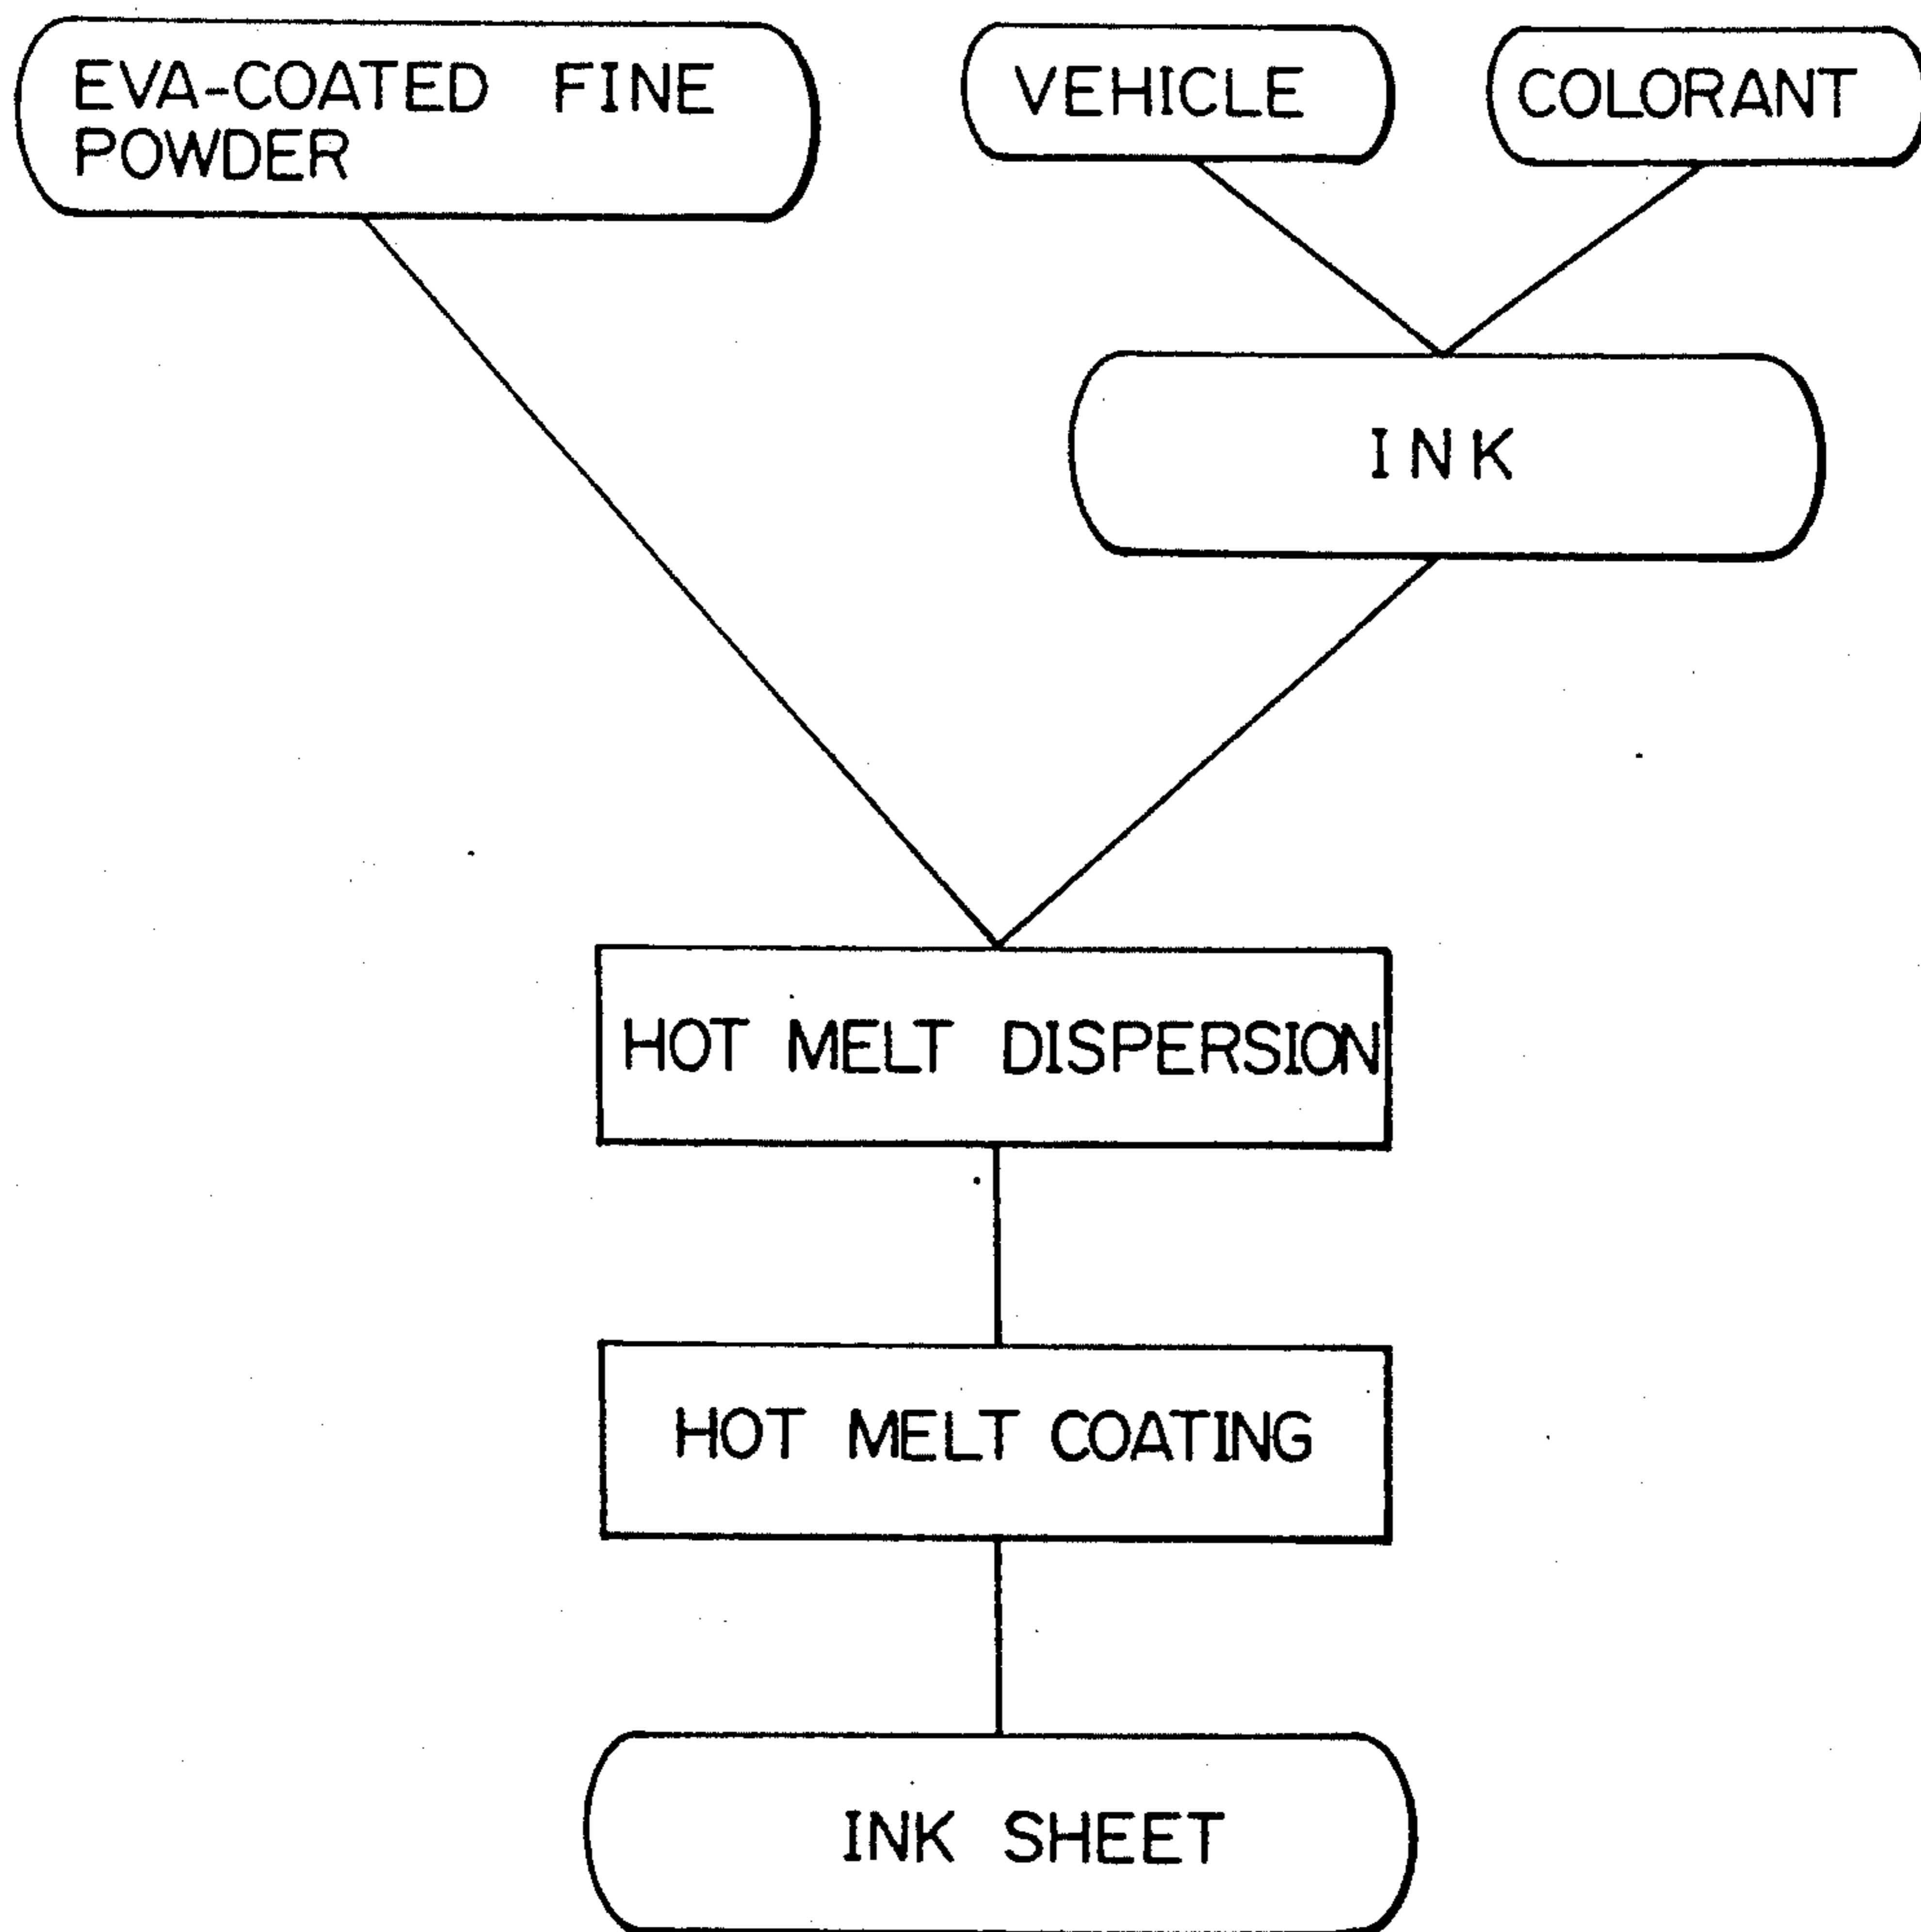 EVA-COATED FINE
POWDER
VEHICLE
COLORANT
INK
HOT MELT DISPERSION
HOT MELT COATING
INK SHEET